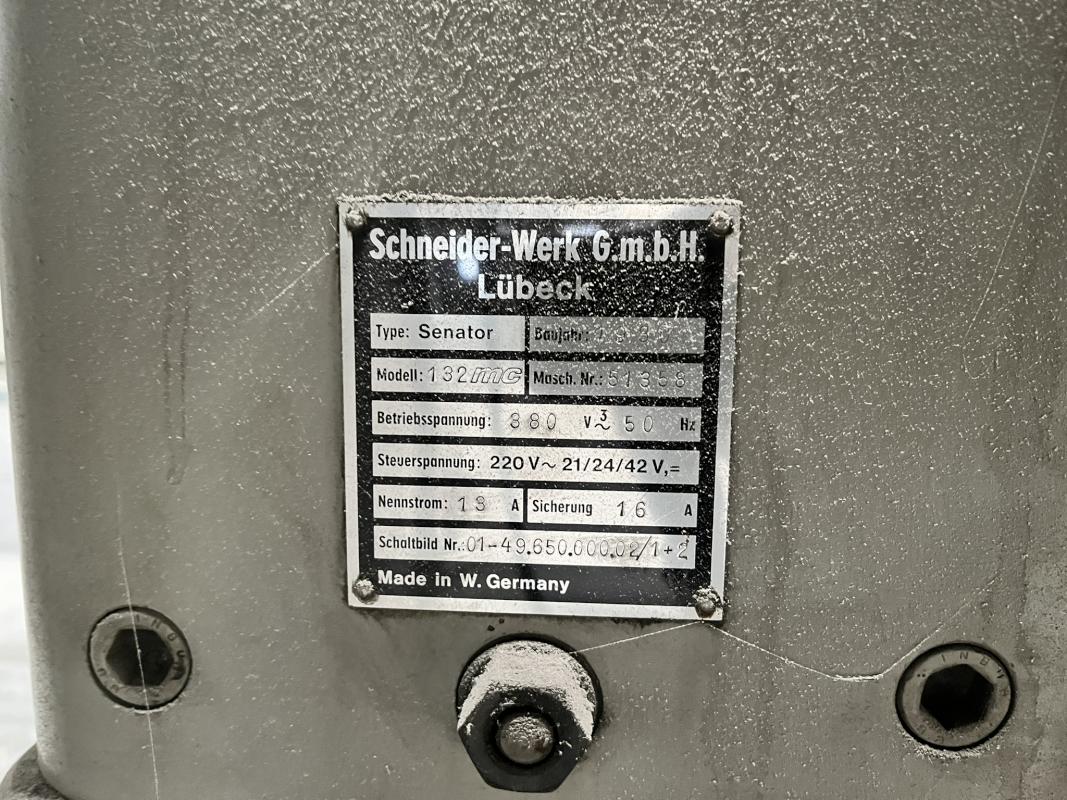 Schneider-Werk G.m.b.H.
Lübeck
Type: Senator Baujahr:
Modell: 132 mc Masch. Nr.: 51358
Betriebsspannung: 380 V 3~ 50 Hz
Steuerspannung: 220 V~ 21/24/42 V,=
Nennstrom: 13 A Sicherung 16 A
Schaltbild Nr.: 01-49.650.000.02/1+2
Made in W. Germany
INBUS
INBUS